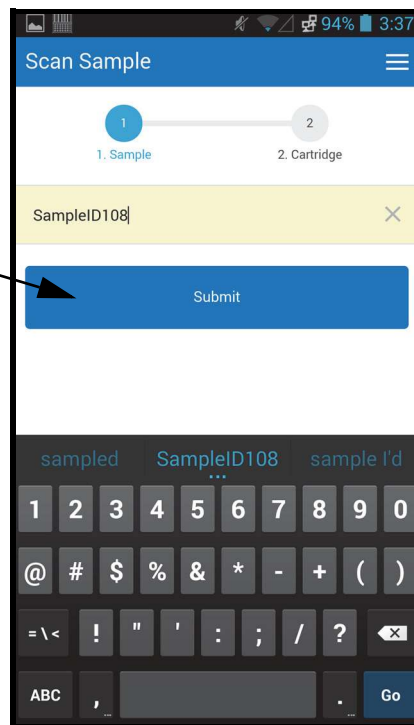 94% 3:37
Scan Sample
1 2
1. Sample 2. Cartridge
SampleID108
Submit
sampled SampleID108 sample I'd
1 2 3 4 5 6 7 8 9 0
@ # $ % & * - + ( )
= \ < ! " ' : ; / ?
ABC , ... . ... Go